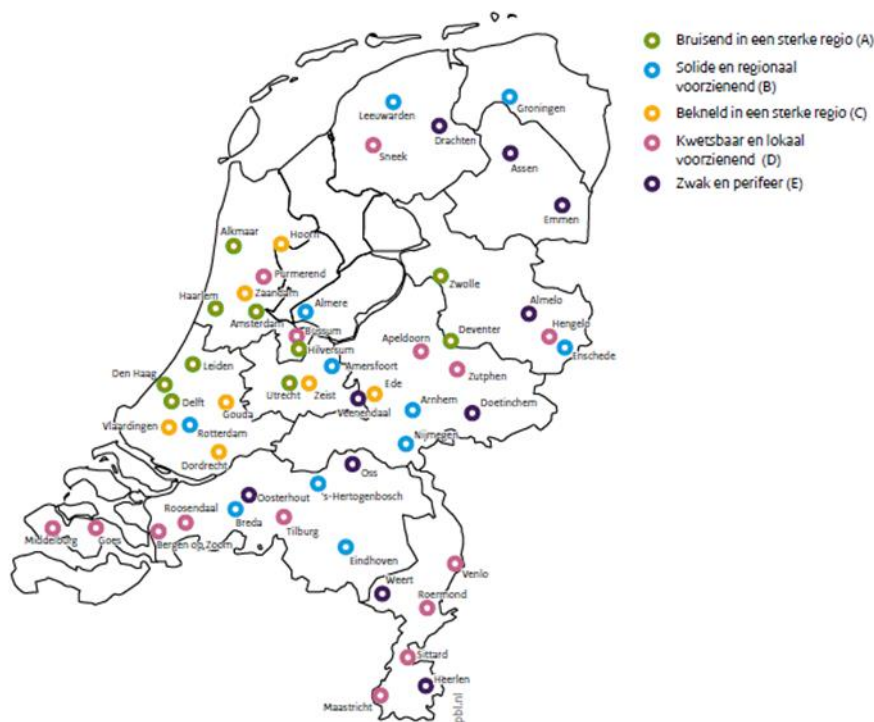 Bruisend in een sterke regio (A)
Solide en regionaal
voorzienend (B)
Bekneld in een sterke regio (C)
Kwetsbaar en lokaal
voorzienend (D)
Zwak en perifeer (E)
Leeuwarden
Groningen
Drachten
Sneek
Assen
Emmen
Alkmaar
Hoorn
Purmerend
Zaandam
Haarlem
Amsterdam
Almere
Bussum
Hilversum
Zwolle
Almelo
Hengelo
Enschede
Deventer
Apeldoorn
Zutphen
Leiden
Den Haag
Delft
Amersfoort
Utrecht
Zeist
Ede
Veenendaal
Arnhem
Doetinchem
Gouda
Vlaardingen
Rotterdam
Dordrecht
Nijmegen
Oss
's-Hertogenbosch
Oosterhout
Breda
Roosendaal
Tilburg
Middelburg
Goes
Bergen op Zoom
Eindhoven
Weert
Venlo
Roermond
Sittard
Heerlen
Maastricht
pbl.nl